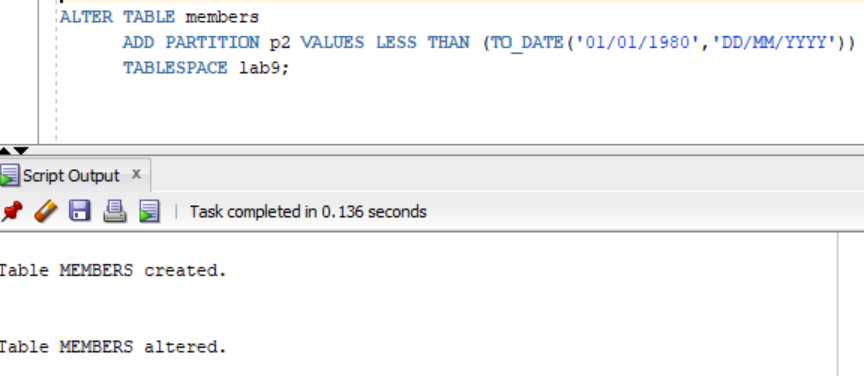 ALTER TABLE members
ADD PARTITION p2 VALUES LESS THAN (TO_DATE('01/01/1980','DD/MM/YYYY'))
TABLESPACE lab9;
Script Output x
Task completed in 0.136 seconds
Table MEMBERS created.
Table MEMBERS altered.